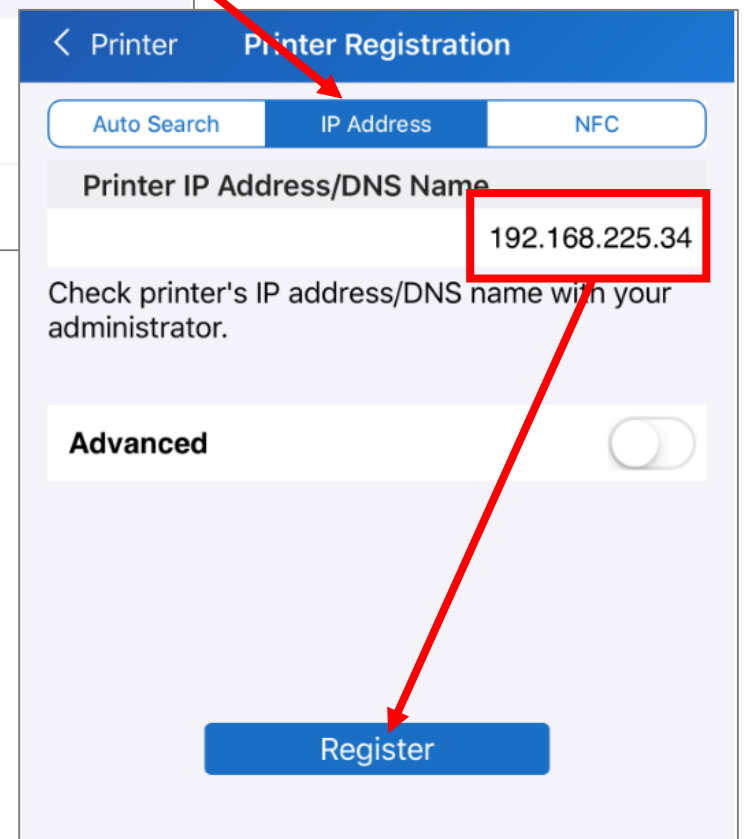 Printer Printer Registration
Auto Search IP Address NFC
Printer IP Address/DNS Name
192.168.225.34
Check printer's IP address/DNS name with your
administrator.
Advanced
Register